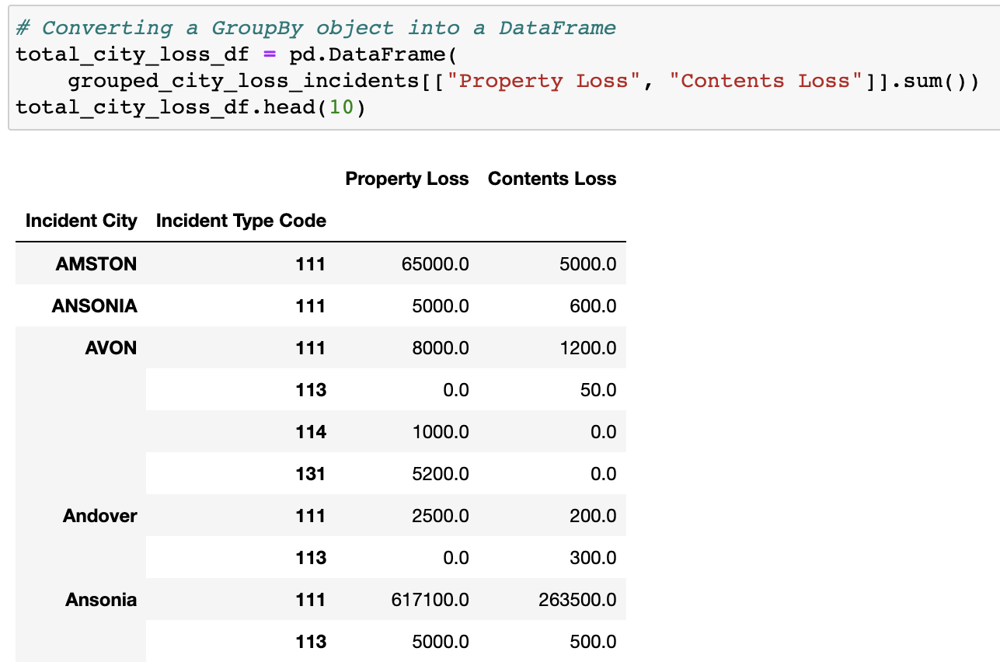 # Converting a GroupBy object into a DataFrame
total_city_loss_df = pd.DataFrame(
    grouped_city_loss_incidents[["Property Loss", "Contents Loss"]].sum())
total_city_loss_df.head(10)
Property Loss Contents Loss
Incident City Incident Type Code
AMSTON 111 65000.0 5000.0
ANSONIA 111 5000.0 600.0
AVON 111 8000.0 1200.0
113 0.0 50.0
114 1000.0 0.0
131 5200.0 0.0
Andover 111 2500.0 200.0
113 0.0 300.0
Ansonia 111 617100.0 263500.0
113 5000.0 500.0